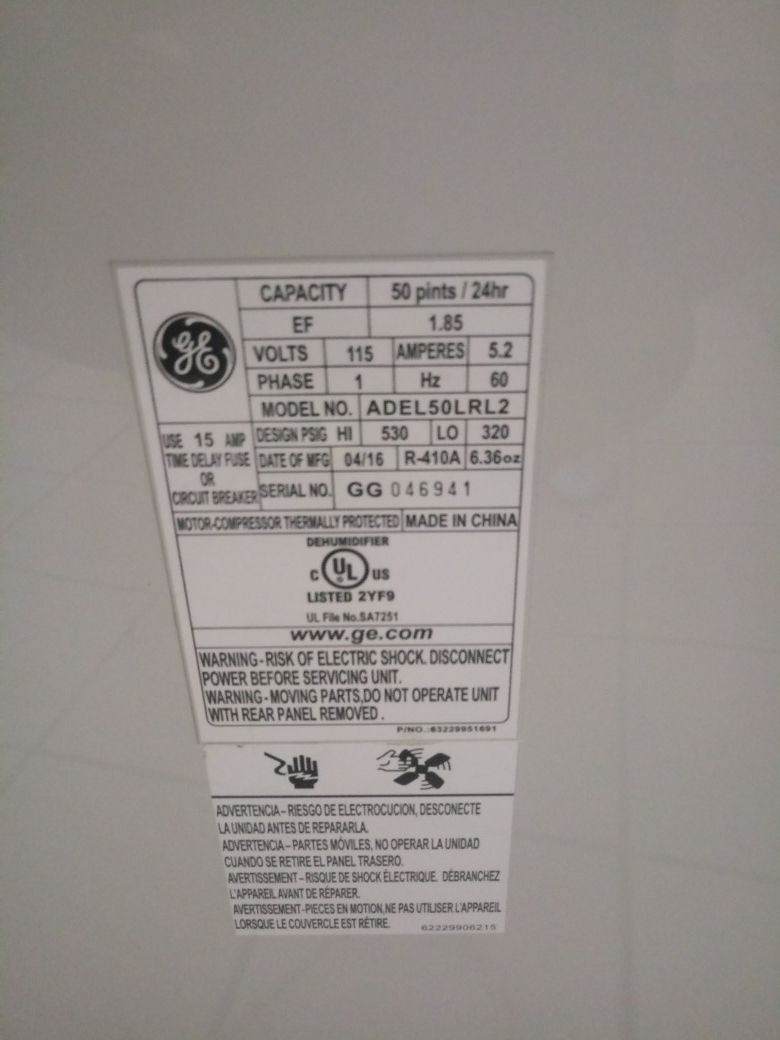 CAPACITY 50 pints / 24hr
GE
EF 1.85
VOLTS 115 AMPERES 5.2
PHASE 1 Hz 60
MODEL NO. ADEL50LRL2
USE 15 AMP
TIME DELAY FUSE
OR
CIRCUIT BREAKER
DESIGN PSIG HI 530 LO 320
DATE OF MFG 04/16 R-410A 6.36oz
SERIAL NO. GG 046941
MOTOR-COMPRESSOR THERMALLY PROTECTED MADE IN CHINA
DEHUMIDIFIER
C UL US
LISTED 2YF9
UL File No.SA7251
www.ge.com
WARNING-RISK OF ELECTRIC SHOCK. DISCONNECT
POWER BEFORE SERVICING UNIT.
WARNING-MOVING PARTS,DO NOT OPERATE UNIT
WITH REAR PANEL REMOVED .
P/NO.:63229951691
ADVERTENCIA-RIESGO DE ELECTROCUCION, DESCONECTE
LA UNIDAD ANTES DE REPARARLA.
ADVERTENCIA-PARTES MÓVILES, NO OPERAR LA UNIDAD
CUANDO SE RETIRE EL PANEL TRASERO.
AVERTISSEMENT-RISQUE DE SHOCK ÉLECTRIQUE. DÉBRANCHEZ
L'APPAREIL AVANT DE RÉPARER.
AVERTISSEMENT-PIECES EN MOTION,NE PAS UTILISER L'APPAREIL
LORSQUE LE COUVERCLE EST RÉTIRE.
62229906215